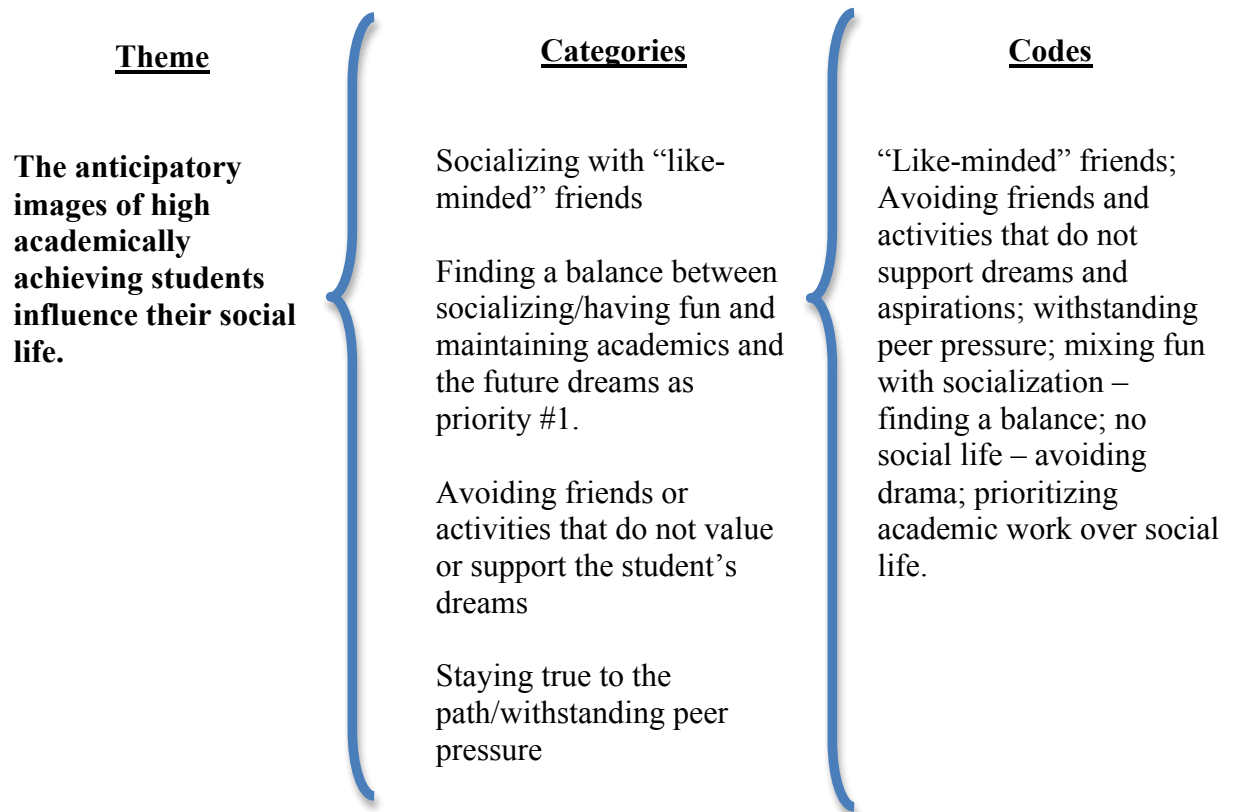 Theme
The anticipatory
images of high
academically
achieving students
influence their social
life.
Categories
Socializing with “like-
minded” friends
Finding a balance between
socializing/having fun and
maintaining academics and
the future dreams as
priority #1.
Avoiding friends or
activities that do not value
or support the student’s
dreams
Staying true to the
path/withstanding peer
pressure
Codes
“Like-minded” friends;
Avoiding friends and
activities that do not
support dreams and
aspirations; withstanding
peer pressure; mixing fun
with socialization –
finding a balance; no
social life – avoiding
drama; prioritizing
academic work over social
life.